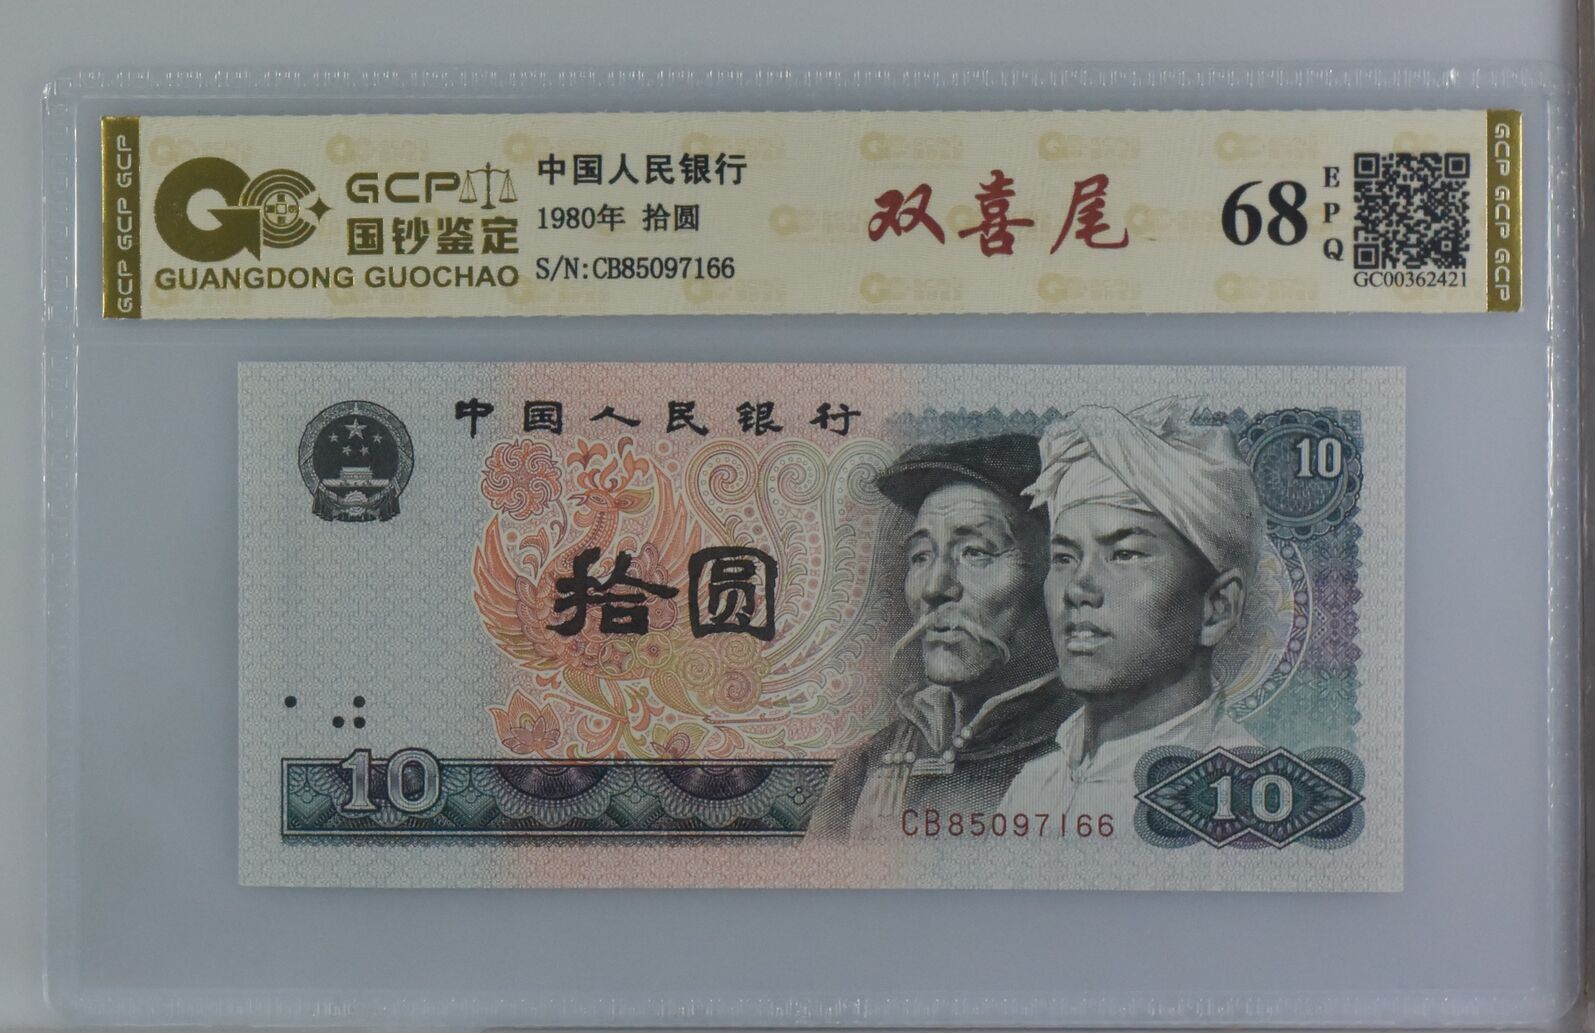 GCP GCP GCP
GCP
国钞鉴定
GUANGDONG GUOCHAO
中国人民银行
1980年 拾圆
S/N:CB85097166
双喜尾
68
EPQ
GC00362421
GCP GCP GCP
中国人民银行
10
拾圆
10
CB85097166
10